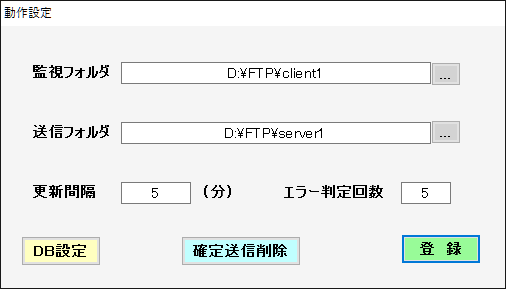 動作設定
監視フォルダ D:¥FTP¥client1 ...
送信フォルダ D:¥FTP¥server1 ...
更新間隔 5 (分) エラー判定回数 5
DB設定 確定送信削除 登 録